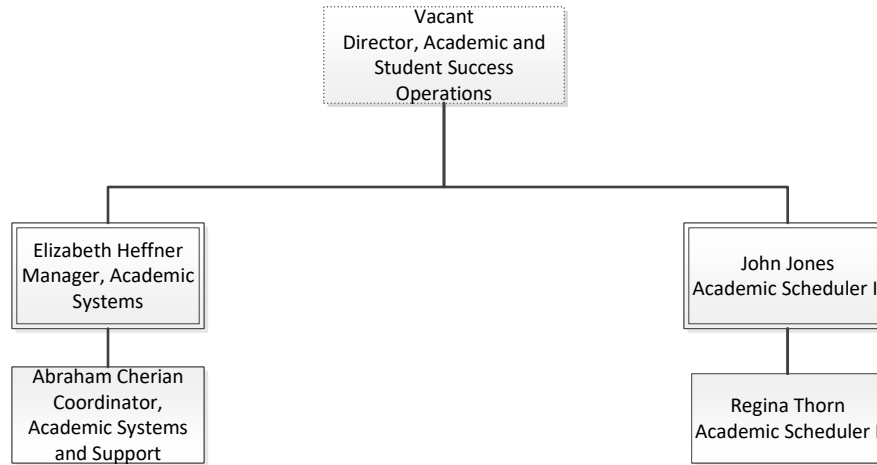 Vacant
Director, Academic and
Student Success
Operations
Elizabeth Heffner
Manager, Academic
Systems
John Jones
Academic Scheduler I
Abraham Cherian
Coordinator,
Academic Systems
and Support
Regina Thorn
Academic Scheduler